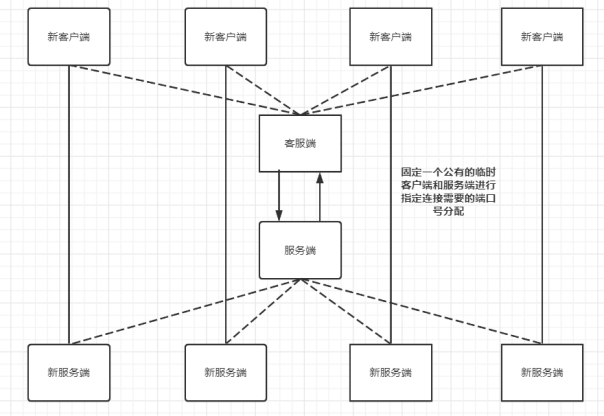 新客户端
新客户端
新客户端
新客户端
客服端
固定一个公有的临时
客户端和服务端进行
指定连接需要的端口
号分配
服务端
新服务端
新服务端
新服务端
新服务端